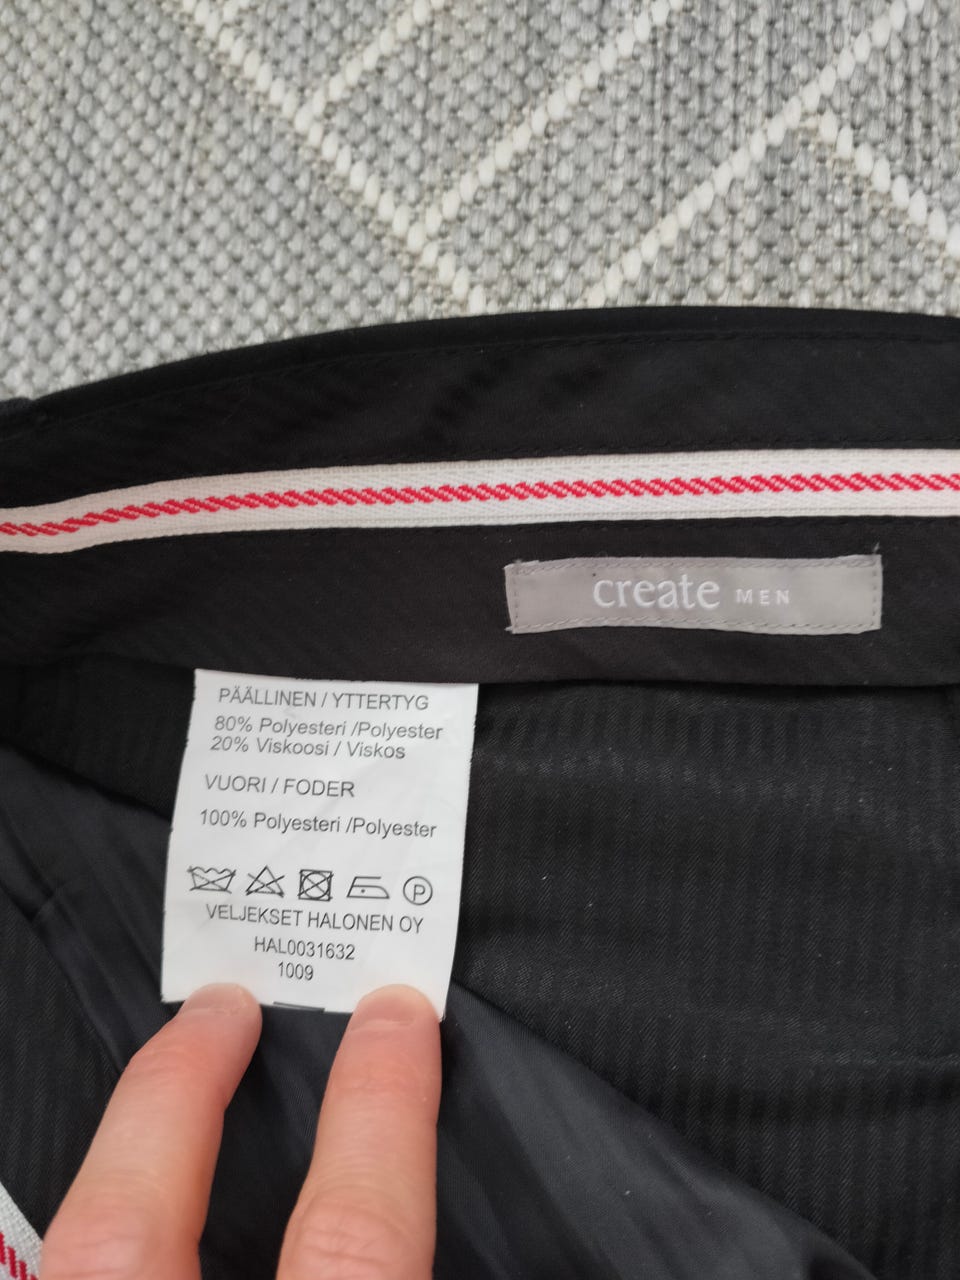 create MEN
PÄÄLLINEN / YTTERTYG
80% Polyesteri /Polyester
20% Viskoosi / Viskos
VUORI / FODER
100% Polyesteri /Polyester
P
VELJEKSET HALONEN OY
HAL0031632
1009